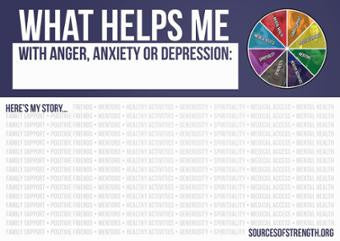 WHAT HELPS ME
WITH ANGER, ANXIETY OR DEPRESSION:
HERE'S MY STORY...
FRIENDS • MENTORS • HEALTHY ACTIVITIES • GENEROSITY • SPIRITUALITY • MEDICAL ACCESS • MENTAL HEALTH
FAMILY SUPPORT • POSITIVE FRIENDS • MENTORS • HEALTHY ACTIVITIES • GENEROSITY • SPIRITUALITY • MEDICAL ACCESS • MENTAL HEALTH
FAMILY SUPPORT • POSITIVE FRIENDS • MENTORS • HEALTHY ACTIVITIES • GENEROSITY • SPIRITUALITY • MEDICAL ACCESS • MENTAL HEALTH
FAMILY SUPPORT • POSITIVE FRIENDS • MENTORS • HEALTHY ACTIVITIES • GENEROSITY • SPIRITUALITY • MEDICAL ACCESS • MENTAL HEALTH
FAMILY SUPPORT • POSITIVE FRIENDS • MENTORS • HEALTHY ACTIVITIES • GENEROSITY • SPIRITUALITY • MEDICAL ACCESS • MENTAL HEALTH
FAMILY SUPPORT • POSITIVE FRIENDS • MENTORS • HEALTHY ACTIVITIES • GENEROSITY • SPIRITUALITY • MEDICAL ACCESS • MENTAL HEALTH
FAMILY SUPPORT • POSITIVE FRIENDS • MENTORS • HEALTHY ACTIVITIES • GENEROSITY • SPIRITUALITY • MEDICAL ACCESS • MENTAL HEALTH
FAMILY SUPPORT • POSITIVE FRIENDS • MENTORS • HEALTHY ACTIVITIES • GENEROSITY • SPIRITUALITY • MEDICAL ACCESS • MENTAL HEALTH
FAMILY SUPPORT • POSITIVE FRIENDS • MENTORS • HEALTHY ACTIVITIES • GENEROSITY • SPIRITUALITY • MEDICAL ACCESS • MENTAL HEALTH
FAMILY SUPPORT • POSITIVE FRIENDS • MENTORS • HEALTHY ACTIVITIES • GENEROSITY • SPIRITUALITY • MEDICAL ACCESS • MENTAL HEALTH
FAMILY SUPPORT • POSITIVE FRIENDS • MENTORS • HEALTHY ACTIVITIES • GENEROSITY • SPIRITUALITY
SOURCESOFSTRENGTH.ORG